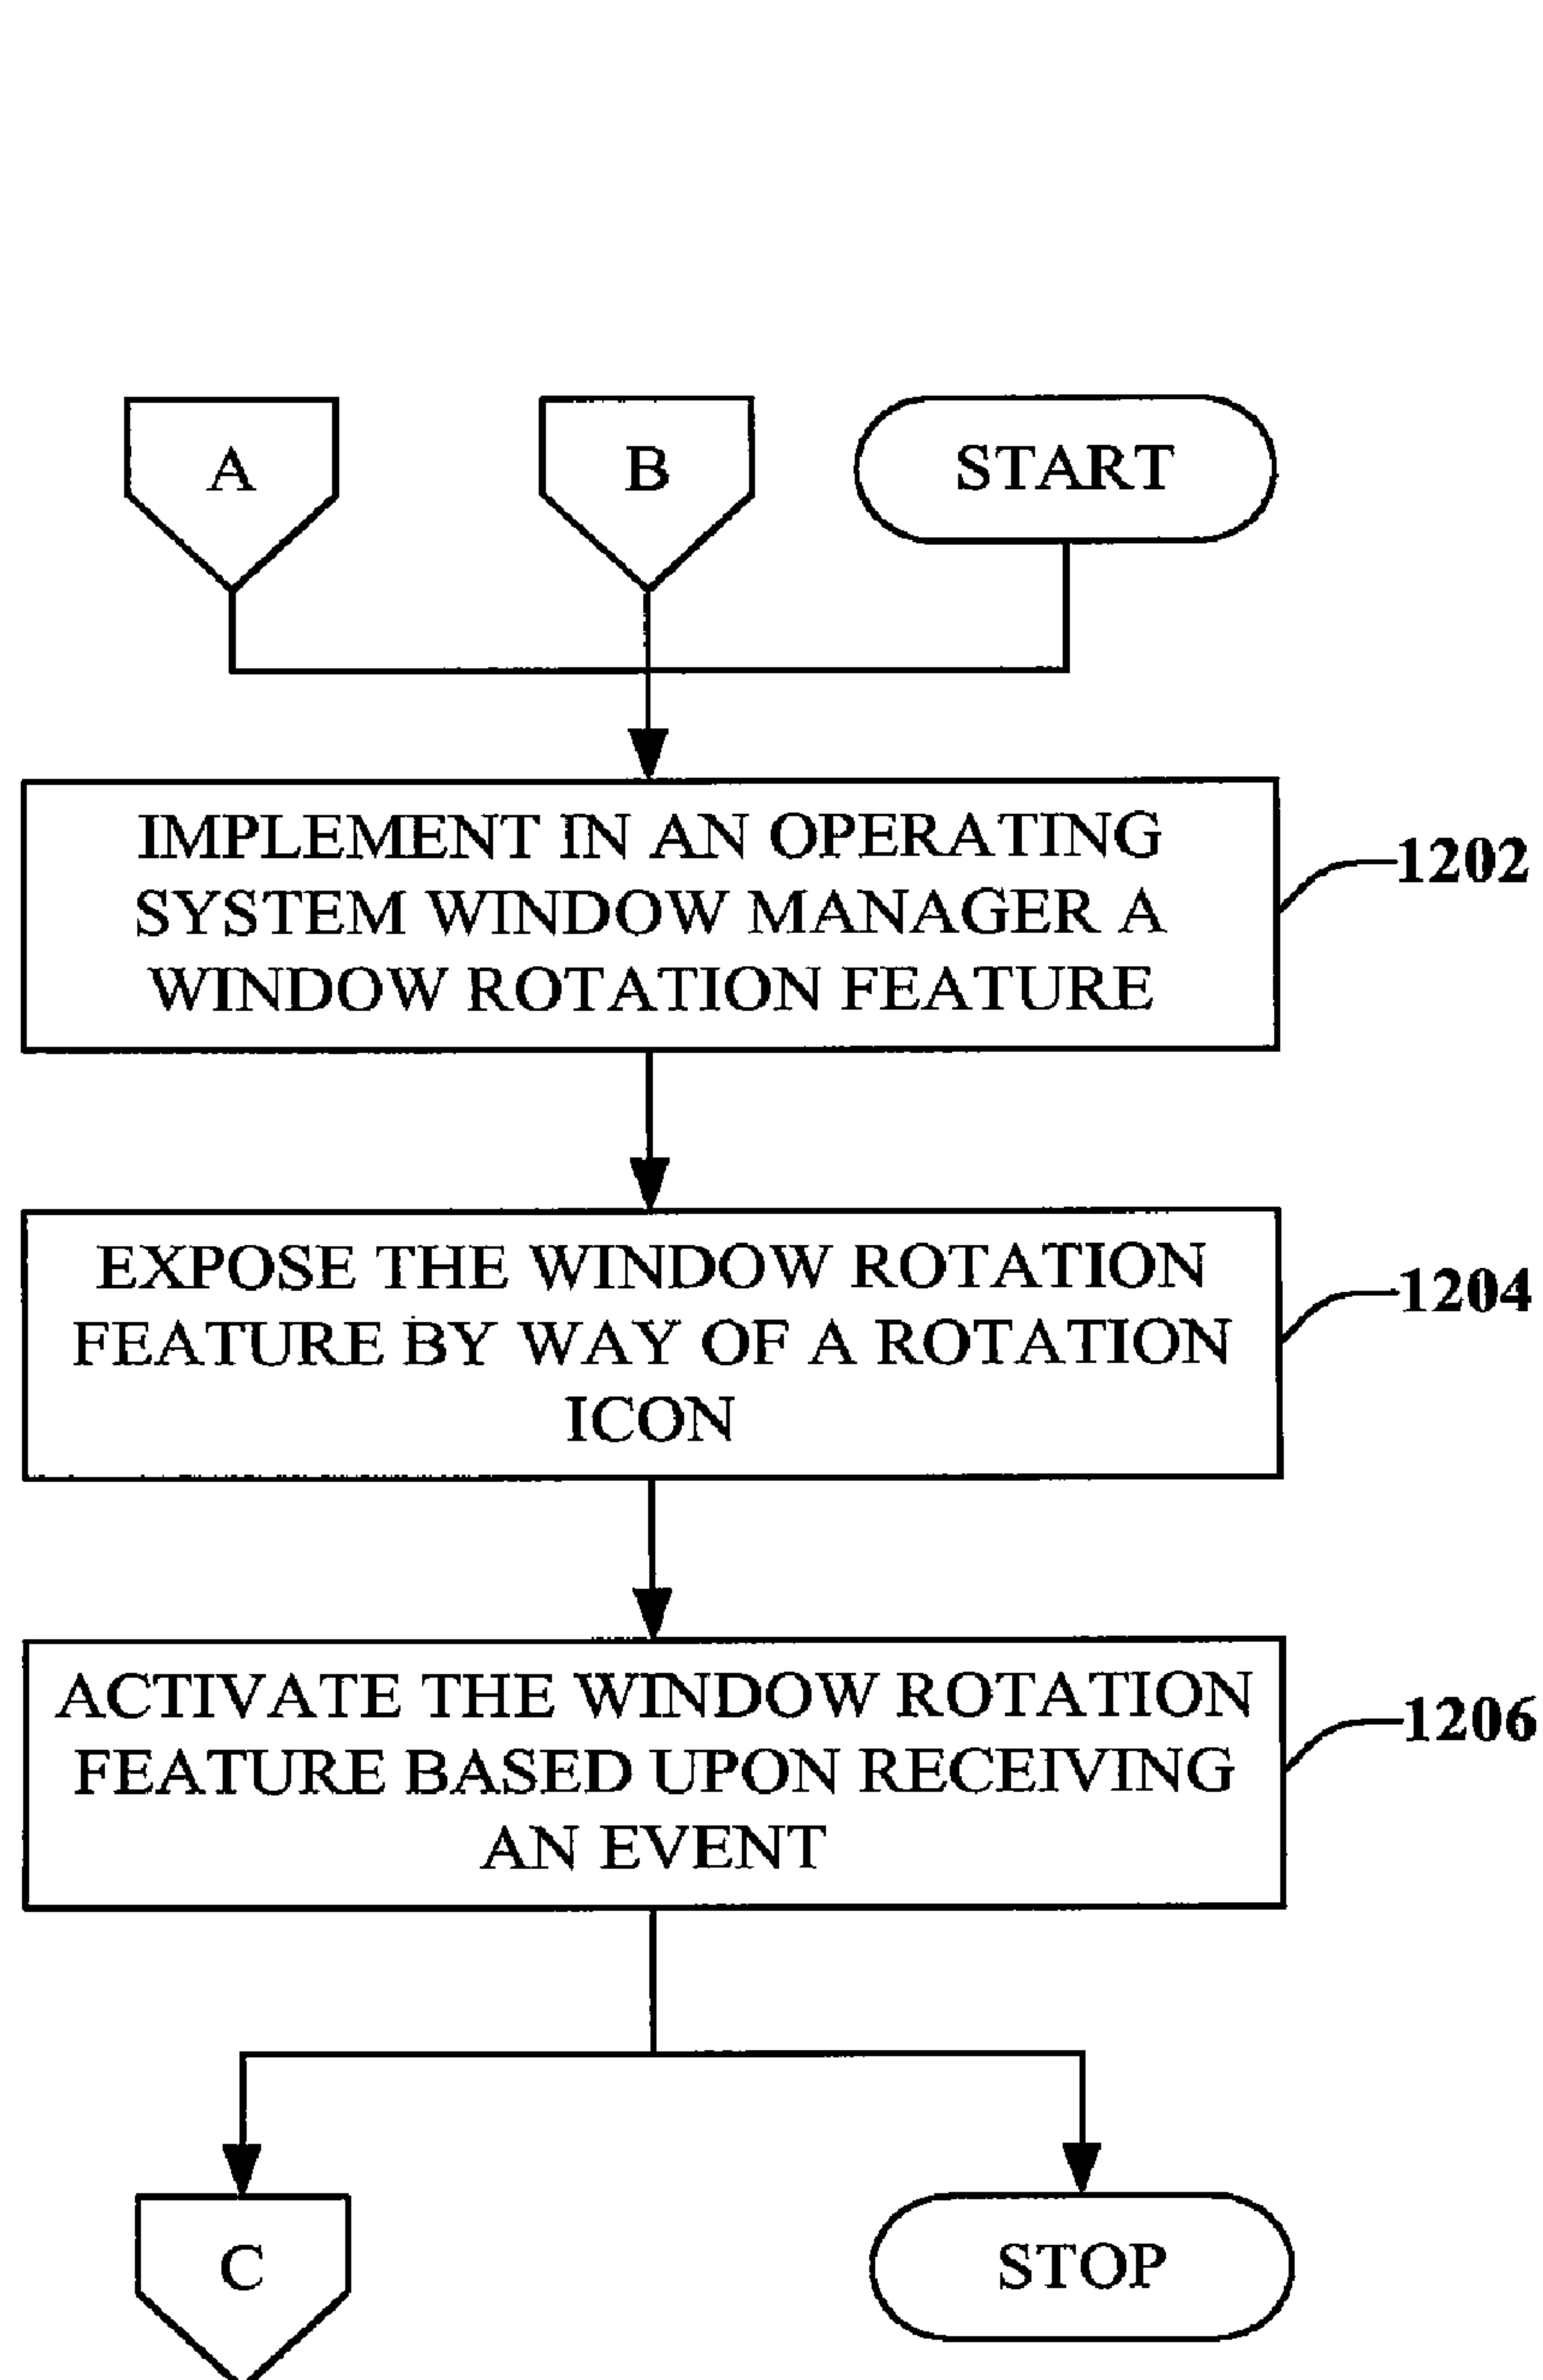 A
B
START
IMPLEMENT IN AN OPERATING
SYSTEM WINDOW MANAGER A
WINDOW ROTATION FEATURE
1202
EXPOSE THE WINDOW ROTATION
FEATURE BY WAY OF A ROTATION
ICON
1204
ACTIVATE THE WINDOW ROTATION
FEATURE BASED UPON RECEIVING
AN EVENT
1206
C
STOP